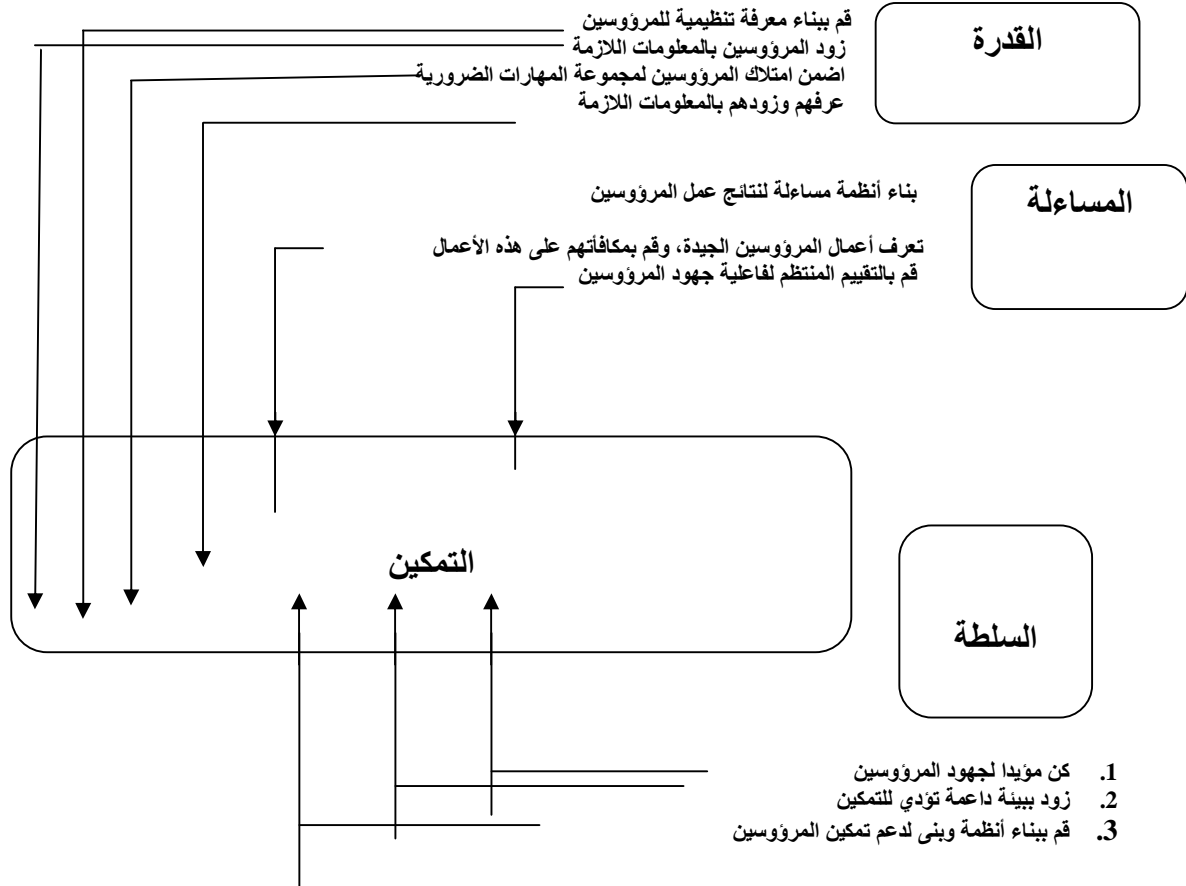 القدرة
قم ببناء معرفة تنظيمية للمرؤوسين
زود المرؤوسين بالمعلومات اللازمة
اضمن امتلاك المرؤوسين لمجموعة المهارات الضرورية
عرفهم وزودهم بالمعلومات اللازمة
المساءلة
بناء أنظمة مساءلة لنتائج عمل المرؤوسين
تعرف أعمال المرؤوسين الجيدة، وقم بمكافأتهم على هذه الأعمال
قم بالتقييم المنتظم لفاعلية جهود المرؤوسين
التمكين
السلطة
1. كن مؤيدا لجهود المرؤوسين
2. زود ببيئة داعمة تؤدي للتمكين
3. قم ببناء أنظمة وبنى لدعم تمكين المرؤوسين